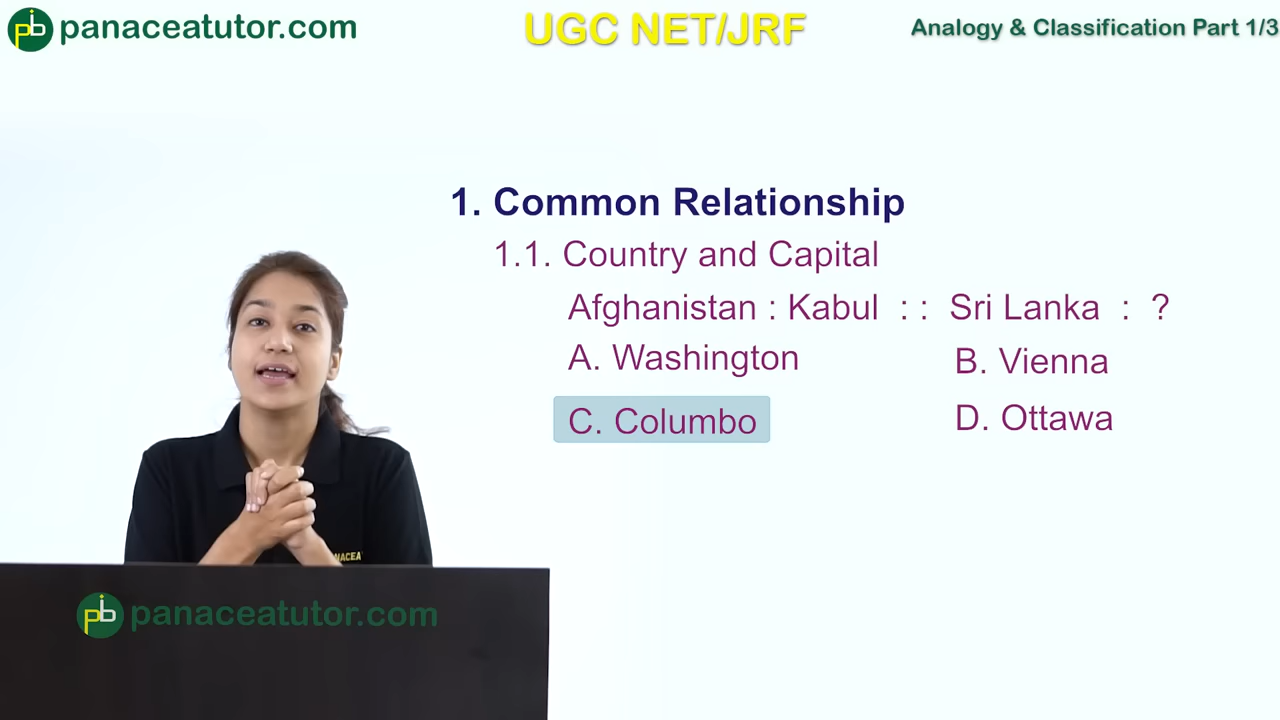 panaceatutor.com
UGC NET/JRF
Analogy & Classification Part 1/3
1. Common Relationship
1.1. Country and Capital
Afghanistan : Kabul : : Sri Lanka : ?
A. Washington
B. Vienna
C. Columbo
D. Ottawa
NACEA
panaceatutor.com